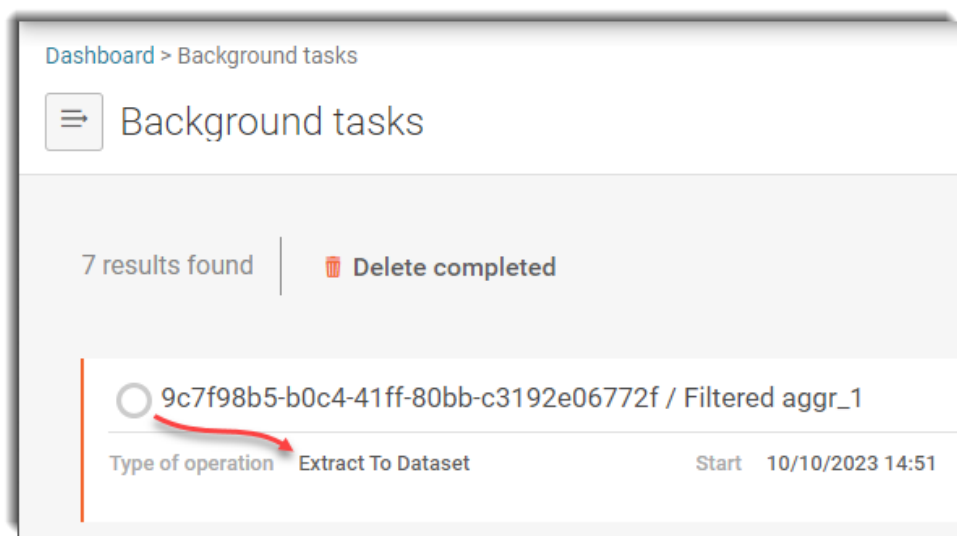 Dashboard > Background tasks
Background tasks
7 results found
Delete completed
9c7f98b5-b0c4-41ff-80bb-c3192e06772f / Filtered aggr_1
Type of operation Extract To Dataset Start 10/10/2023 14:51